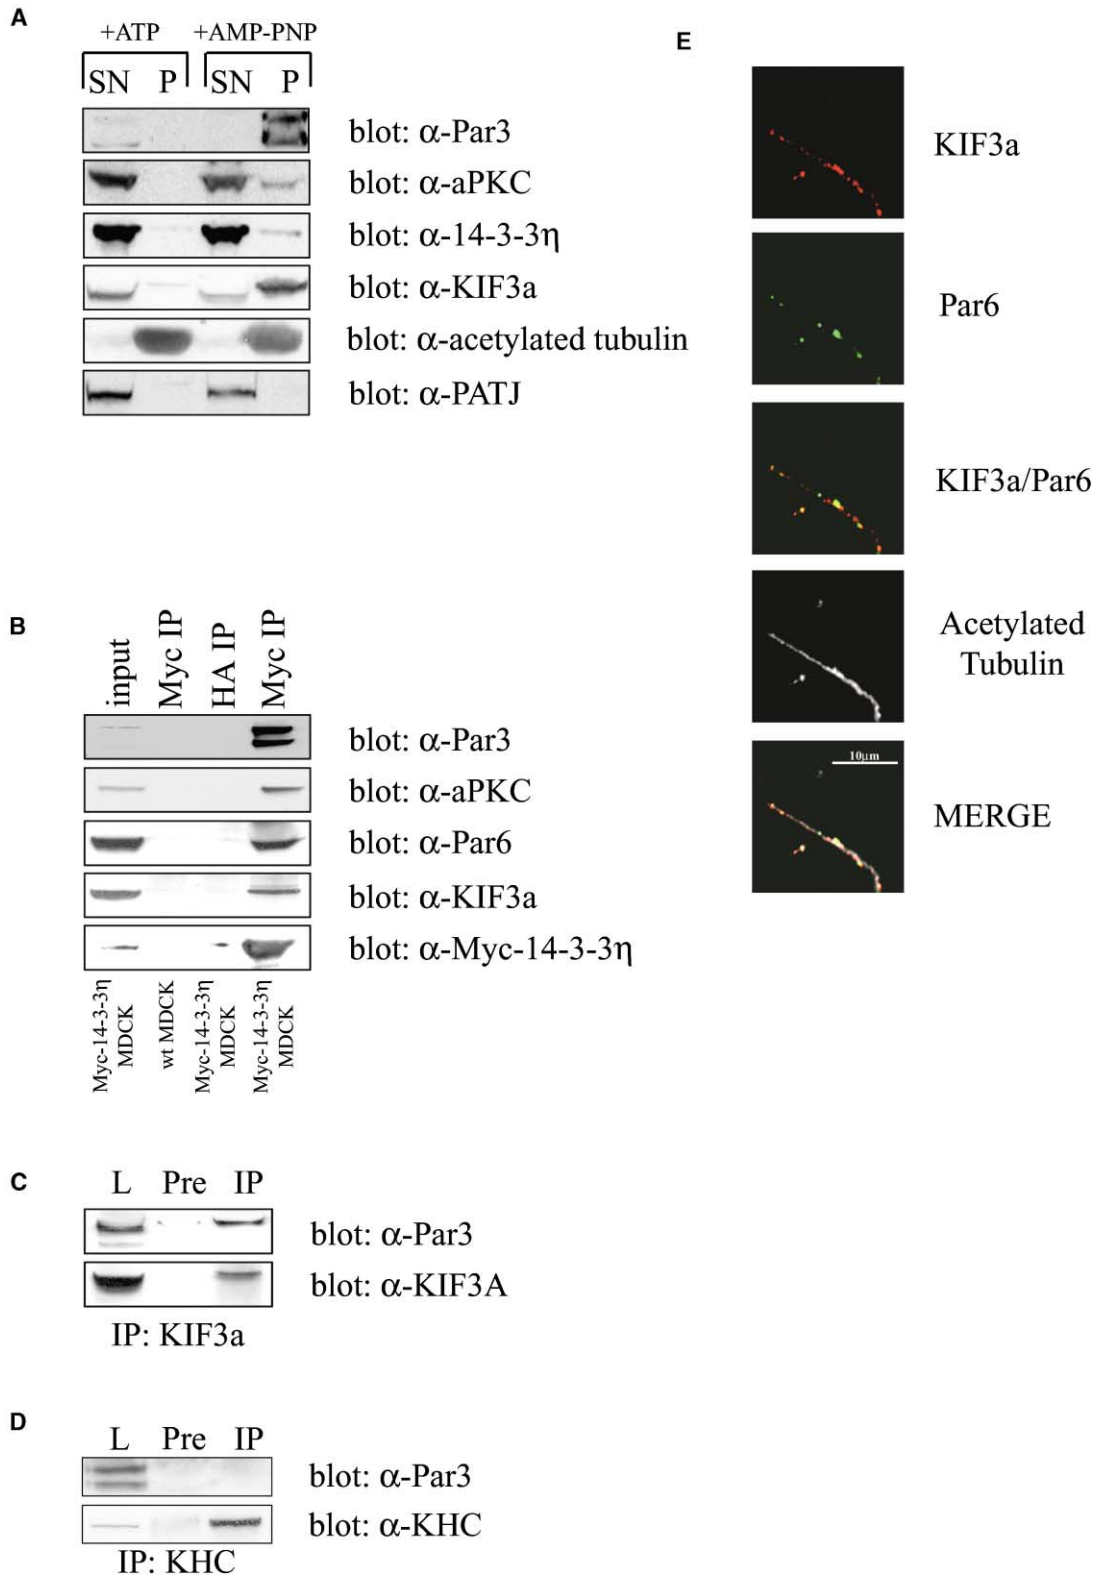 A
+ATP +AMP-PNP
SN P SN P
blot: α-Par3
blot: α-aPKC
blot: α-14-3-3η
blot: α-KIF3a
blot: α-acetylated tubulin
blot: α-PATJ
B
input Myc IP HA IP Myc IP
blot: α-Par3
blot: α-aPKC
blot: α-Par6
blot: α-KIF3a
blot: α-Myc-14-3-3η
Myc-14-3-3η MDCK
wt MDCK
Myc-14-3-3η MDCK
Myc-14-3-3η MDCK
C
L Pre IP
blot: α-Par3
blot: α-KIF3A
IP: KIF3a
D
L Pre IP
blot: α-Par3
blot: α-KHC
IP: KHC
E
KIF3a
Par6
KIF3a/Par6
Acetylated
Tubulin
10μm
MERGE